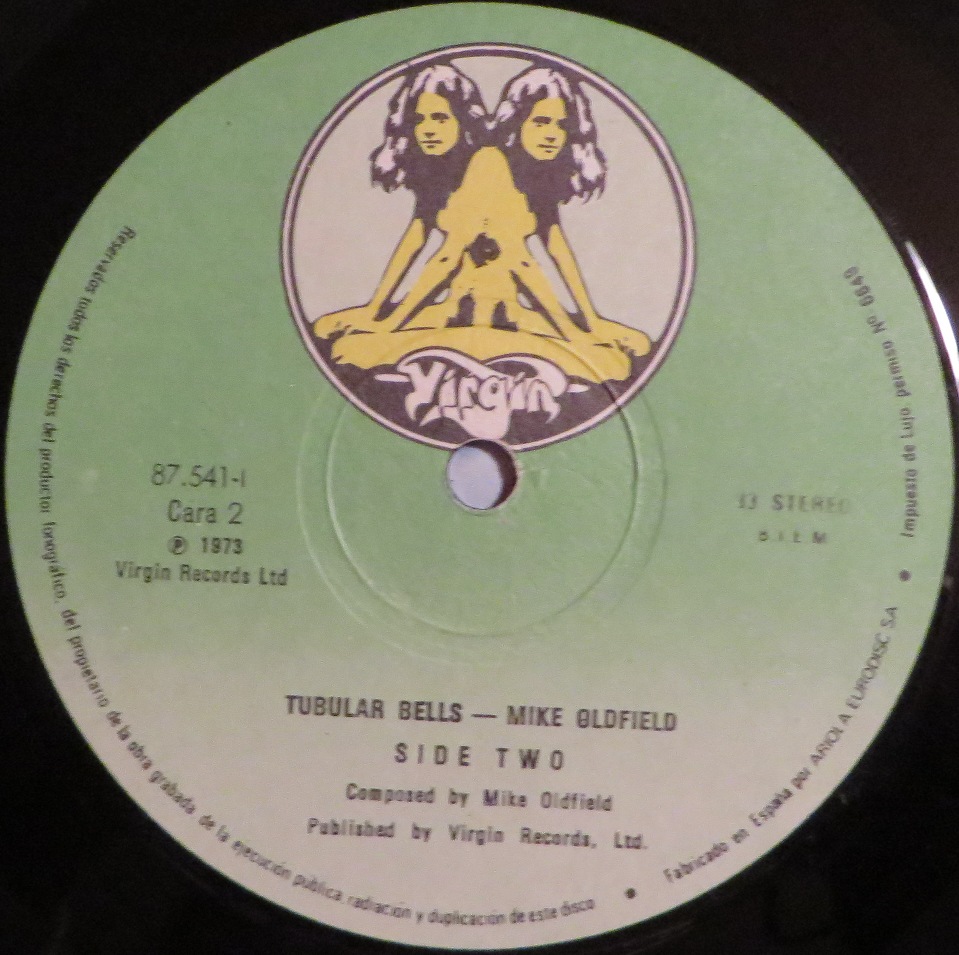 Virgin
87.541-I
Cara 2
℗ 1973
Virgin Records Ltd
33 STEREO
B.I.E.M
TUBULAR BELLS — MIKE OLDFIELD
SIDE TWO
Composed by Mike Oldfield
Published by Virgin Records, Ltd.
Reservados todos los derechos del productor fonográfico, del propietario de la obra grabada de la ejecución pública, radiación y duplicación de este disco • Fabricado en España por ARIOLA EURODISC SA • Impuesto de Lujo permiso No 6649